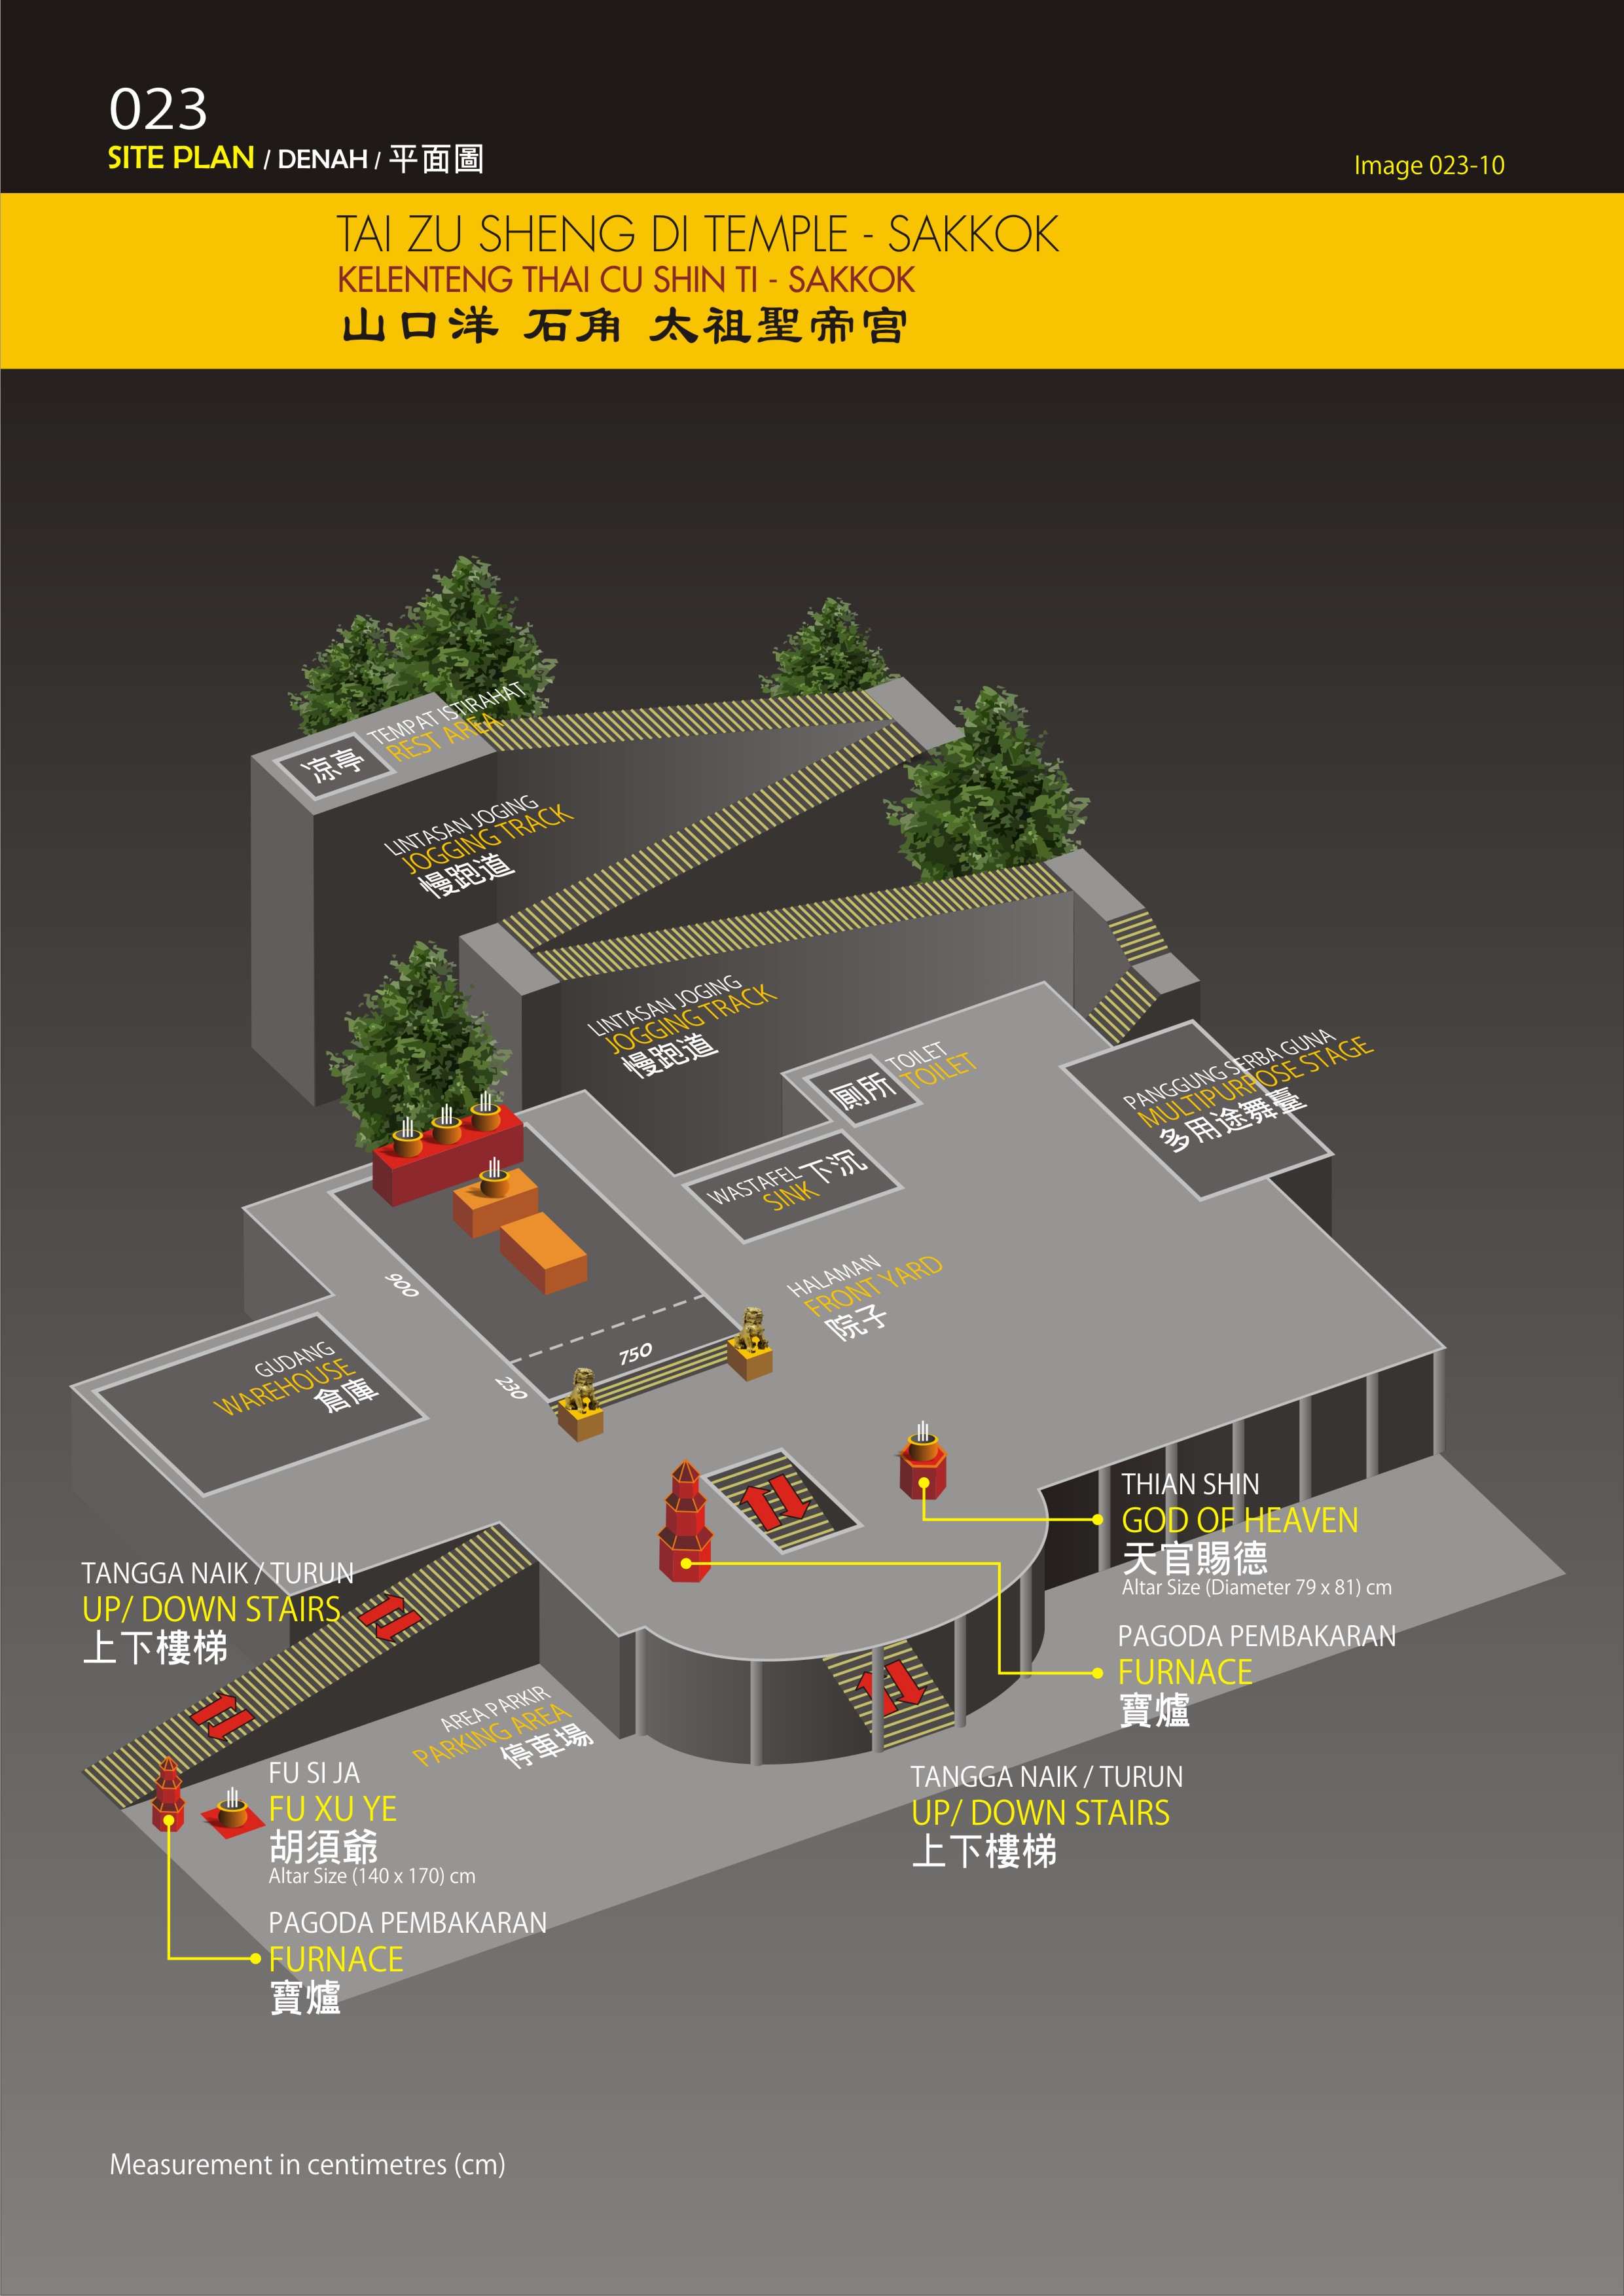 023
SITE PLAN / DENAH / 平面圖
Image 023-10
TAI ZU SHENG DI TEMPLE - SAKKOK
KELENTENG THAI CU SHIN TI - SAKKOK
山口洋 石角 太祖聖帝宮
TEMPAT ISTIRAHAT
REST AREA
凉亭
LINTASAN JOGING
JOGGING TRACK
慢跑道
LINTASAN JOGING
JOGGING TRACK
慢跑道
TOILET
TOILET
厠所
PANGGUNG SERBA GUNA
MULTIPURPOSE STAGE
多用途舞臺
WASTAFEL 下沉
SINK
HALAMAN
FRONT YARD
院子
900
750
230
GUDANG
WAREHOUSE
倉庫
THIAN SHIN
GOD OF HEAVEN
天官賜德
Altar Size (Diameter 79 x 81) cm
TANGGA NAIK / TURUN
UP/ DOWN STAIRS
上下樓梯
PAGODA PEMBAKARAN
FURNACE
寶爐
AREA PARKIR
PARKING AREA
停車場
FU SI JA
FU XU YE
胡須爺
Altar Size (140 x 170) cm
TANGGA NAIK / TURUN
UP/ DOWN STAIRS
上下樓梯
PAGODA PEMBAKARAN
FURNACE
寶爐
Measurement in centimetres (cm)